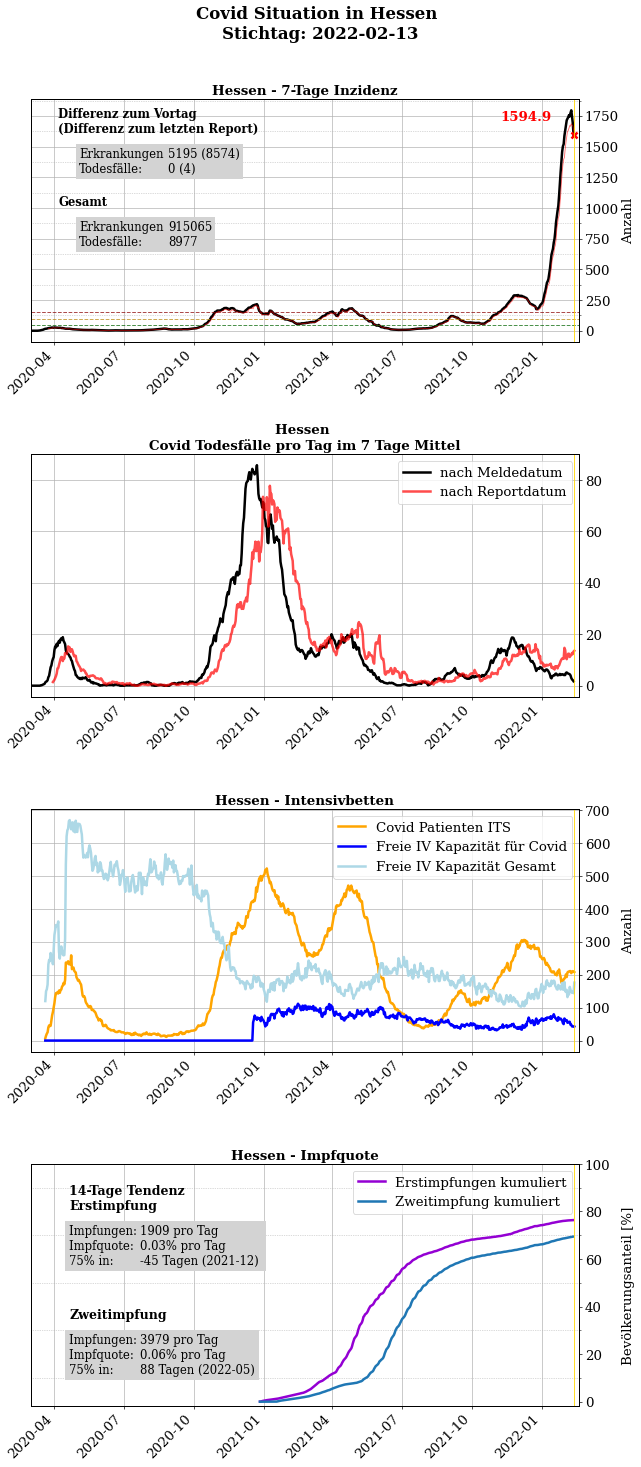 Covid Situation in Hessen
Stichtag: 2022-02-13
Hessen - 7-Tage Inzidenz
Differenz zum Vortag
(Differenz zum letzten Report)
Erkrankungen 5195 (8574)
Todesfälle: 0 (4)
Gesamt
Erkrankungen 915065
Todesfälle: 8977
1594.9
1750
1500
1250
1000
750
500
250
0
Anzahl
2020-04
2020-07
2020-10
2021-01
2021-04
2021-07
2021-10
2022-01
Hessen
Covid Todesfälle pro Tag im 7 Tage Mittel
nach Meldedatum
nach Reportdatum
80
60
40
20
0
2020-04
2020-07
2020-10
2021-01
2021-04
2021-07
2021-10
2022-01
Hessen - Intensivbetten
Covid Patienten ITS
Freie IV Kapazität für Covid
Freie IV Kapazität Gesamt
700
600
500
400
300
200
100
0
Anzahl
2020-04
2020-07
2020-10
2021-01
2021-04
2021-07
2021-10
2022-01
Hessen - Impfquote
14-Tage Tendenz
Erstimpfung
Impfungen: 1909 pro Tag
Impfquote: 0.03% pro Tag
75% in: -45 Tagen (2021-12)
Zweitimpfung
Impfungen: 3979 pro Tag
Impfquote: 0.06% pro Tag
75% in: 88 Tagen (2022-05)
Erstimpfungen kumuliert
Zweitimpfung kumuliert
100
80
60
40
20
0
Bevölkerungsanteil [%]
2020-04
2020-07
2020-10
2021-01
2021-04
2021-07
2021-10
2022-01